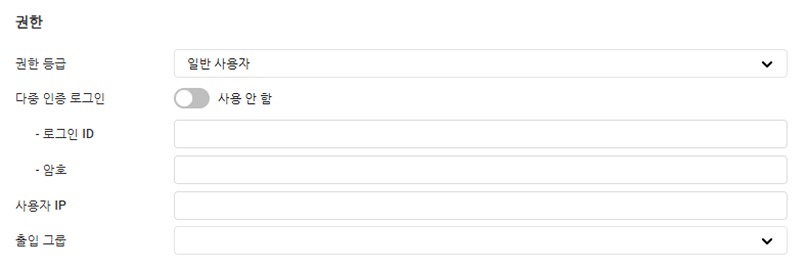 권한
권한 등급 일반 사용자
다중 인증 로그인 사용 안 함
- 로그인 ID
- 암호
사용자 IP
출입 그룹